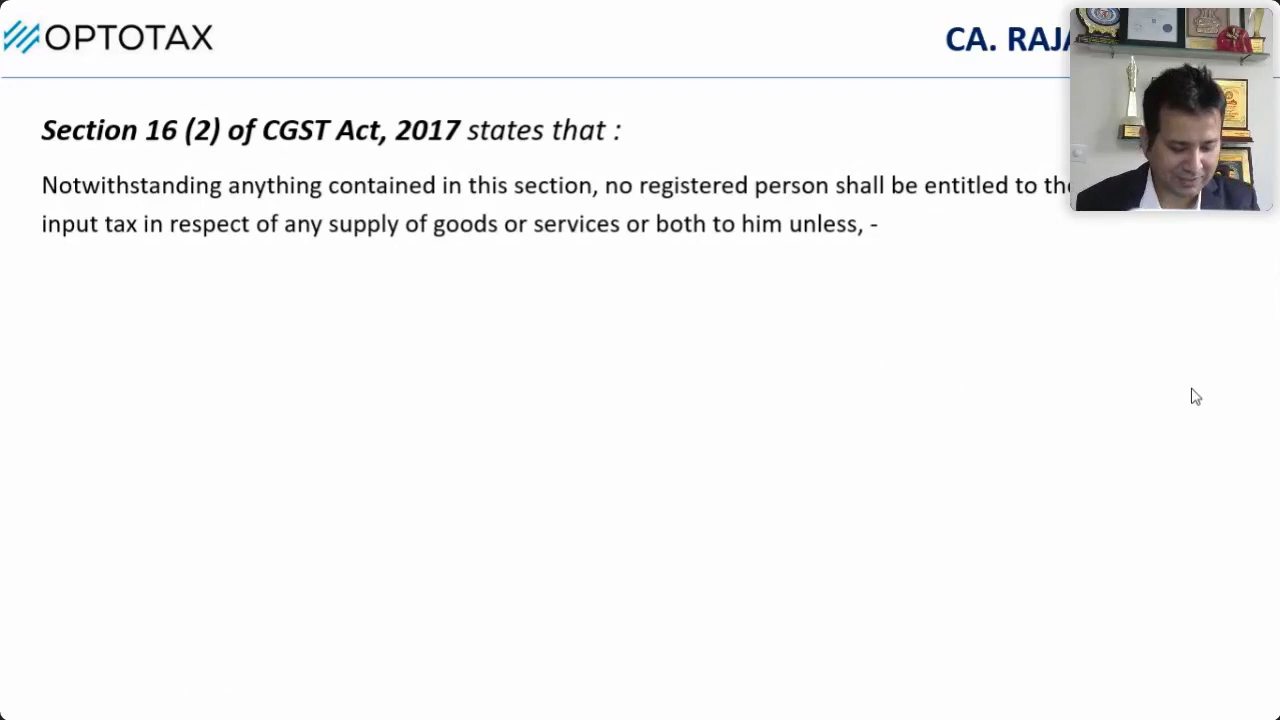 OPTOTAX
CA.
Section 16 (2) of CGST Act, 2017 states that :
Notwithstanding anything contained in this section, no registered person shall be entitled to
input tax in respect of any supply of goods or services or both to him unless, -